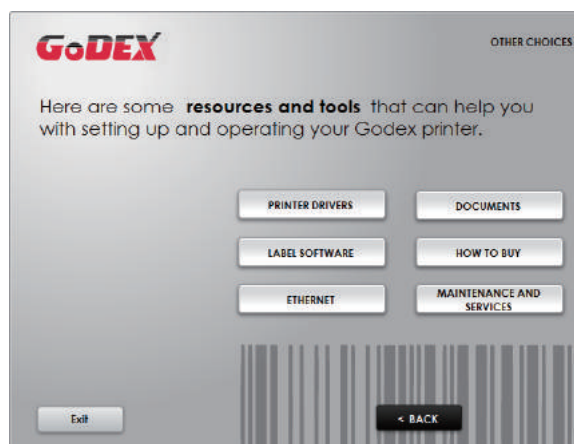 GoDEX
OTHER CHOICES
Here are some resources and tools that can help you
with setting up and operating your Godex printer.
PRINTER DRIVERS
DOCUMENTS
LABEL SOFTWARE
HOW TO BUY
ETHERNET
MAINTENANCE AND
SERVICES
Exit
< BACK